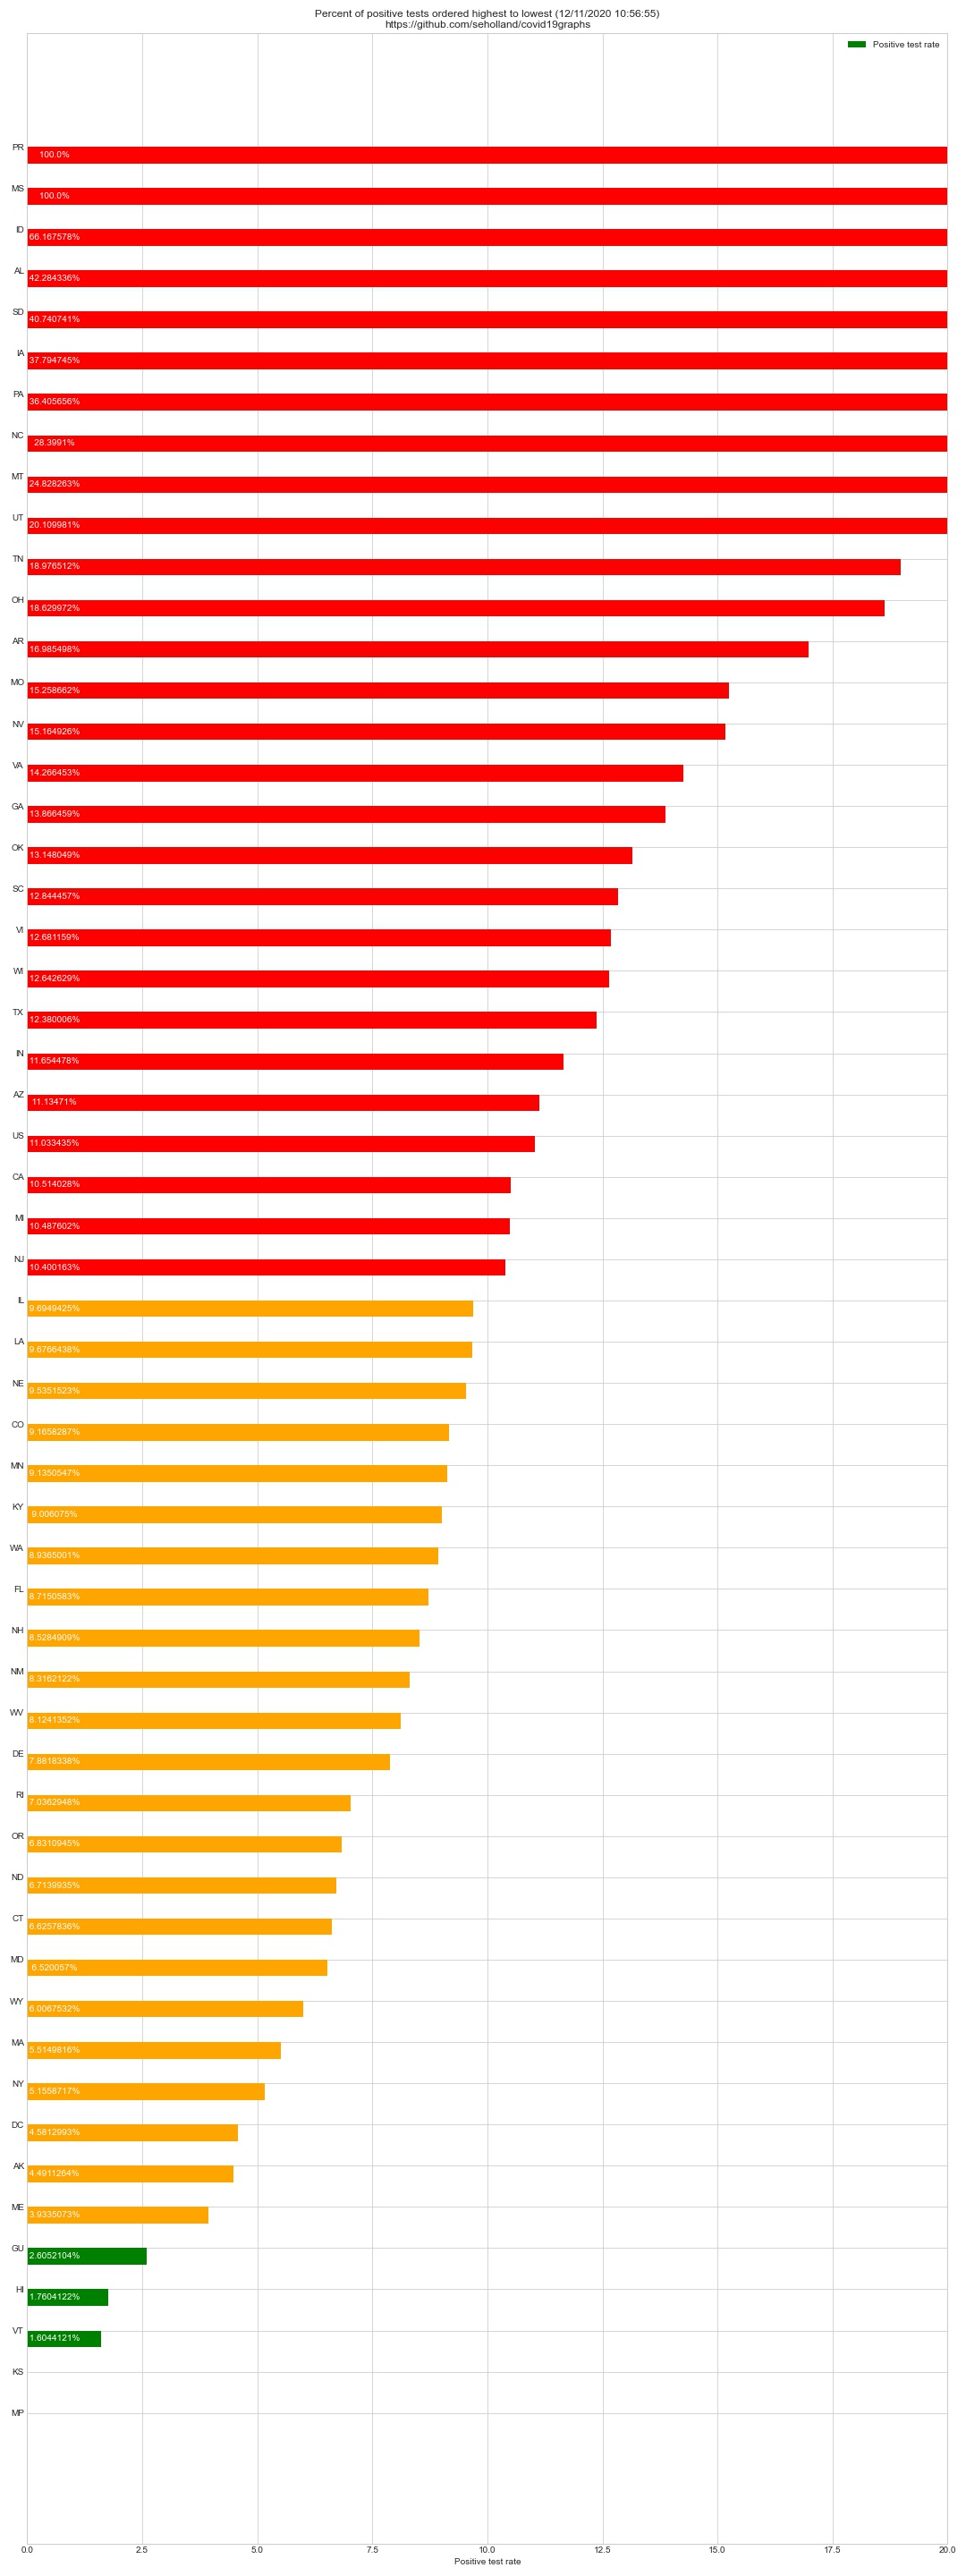 Percent of positive tests ordered highest to lowest (12/11/2020 10:56:55)
https://github.com/seholland/covid19graphs
Positive test rate
PR 100.0%
MS 100.0%
ID 66.167578%
AL 42.284336%
SD 40.740741%
IA 37.794745%
PA 36.405656%
NC 28.3991%
MT 24.828263%
UT 20.109981%
TN 18.976512%
OH 18.629972%
AR 16.985498%
MO 15.258662%
NV 15.164926%
VA 14.266453%
GA 13.866459%
OK 13.148049%
SC 12.844457%
VI 12.681159%
WI 12.642629%
TX 12.380006%
IN 11.654478%
AZ 11.13471%
US 11.033435%
CA 10.514028%
MI 10.487602%
NJ 10.400163%
IL 9.6949425%
LA 9.6766438%
NE 9.5351523%
CO 9.1658287%
MN 9.1350547%
KY 9.006075%
WA 8.9365001%
FL 8.7150583%
NH 8.5284909%
NM 8.3162122%
WV 8.1241352%
DE 7.8818338%
RI 7.0362948%
OR 6.8310945%
ND 6.7139935%
CT 6.6257836%
MD 6.520057%
WY 6.0067532%
MA 5.5149816%
NY 5.1558717%
DC 4.5812993%
AK 4.4911264%
ME 3.9335073%
GU 2.6052104%
HI 1.7604122%
VT 1.6044121%
KS
MP
0.0 2.5 5.0 7.5 10.0 12.5 15.0 17.5 20.0
Positive test rate